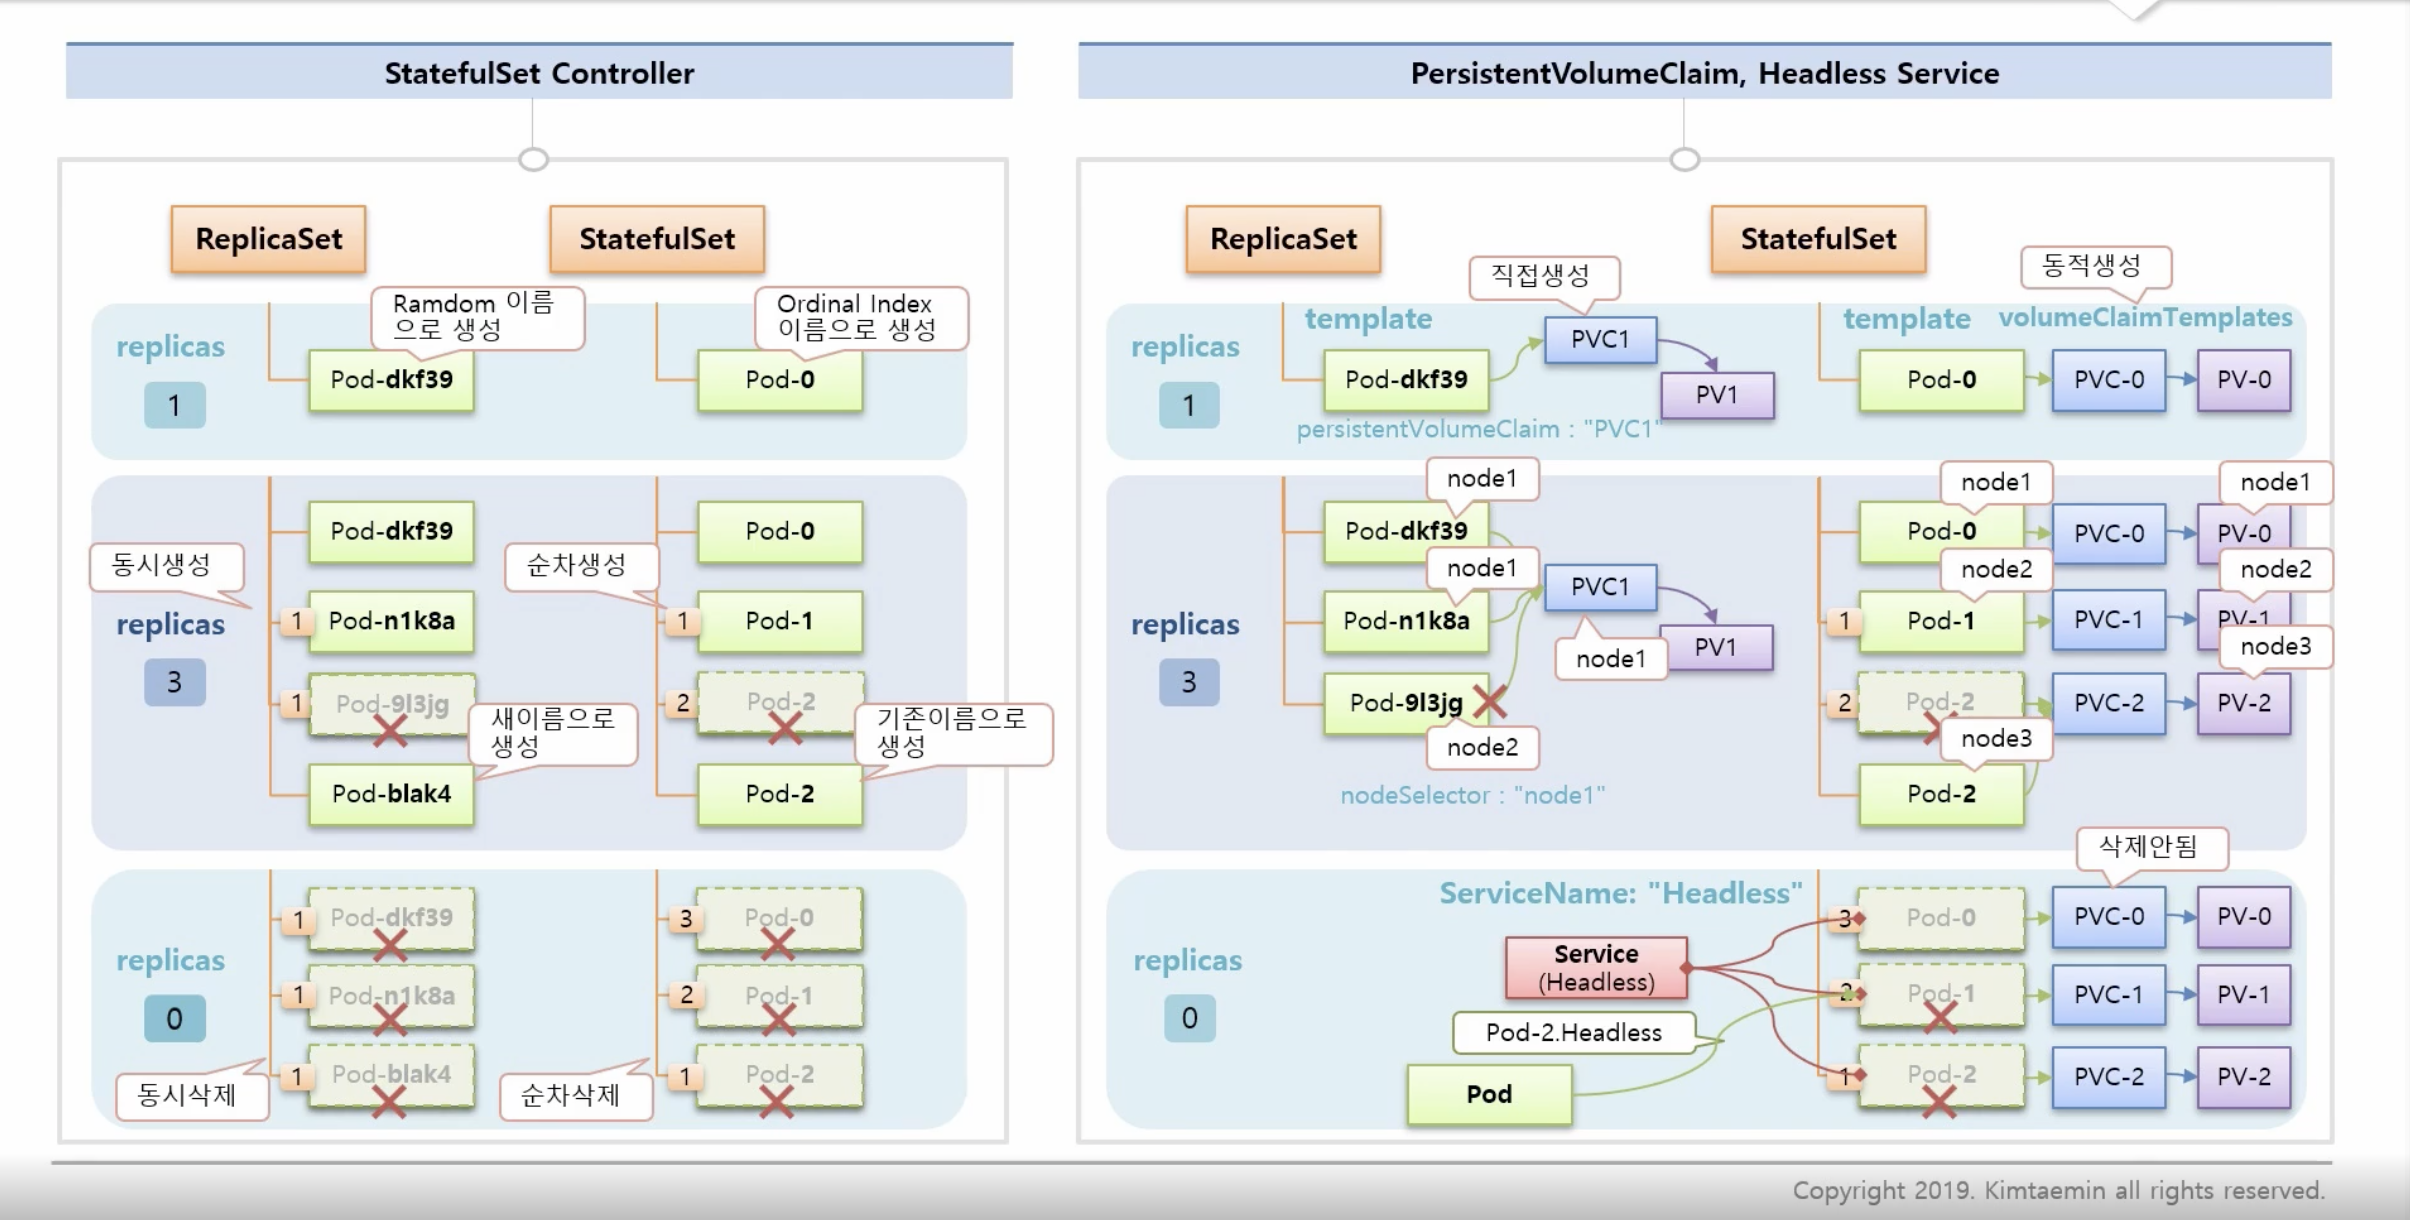 StatefulSet Controller
PersistentVolumeClaim, Headless Service
ReplicaSet
StatefulSet
Ramdom 이름
으로 생성
Ordinal Index
이름으로 생성
replicas
1
Pod-dkf39
Pod-0
Pod-dkf39
Pod-0
동시생성
순차생성
replicas
3
1
Pod-n1k8a
1
Pod-1
1
Pod-9l3jg
2
Pod-2
새이름으로
생성
기존이름으로
생성
Pod-blak4
Pod-2
replicas
0
1
Pod-dkf39
3
Pod-0
1
Pod-n1k8a
2
Pod-1
1
Pod-blak4
1
Pod-2
동시삭제
순차삭제
ReplicaSet
StatefulSet
직접생성
동적생성
replicas
1
template
Pod-dkf39
PVC1
PV1
persistentVolumeClaim : "PVC1"
template
volumeClaimTemplates
Pod-0
PVC-0
PV-0
replicas
3
node1
Pod-dkf39
node1
Pod-n1k8a
Pod-9l3jg
node2
PVC1
node1
PV1
nodeSelector : "node1"
node1
node1
Pod-0
PVC-0
PV-0
node2
node2
1
Pod-1
PVC-1
PV-1
node3
2
Pod-2
PVC-2
PV-2
node3
Pod-2
삭제안됨
replicas
0
ServiceName: "Headless"
Service
(Headless)
Pod-2.Headless
Pod
3
Pod-0
PVC-0
PV-0
2
Pod-1
PVC-1
PV-1
1
Pod-2
PVC-2
PV-2
Copyright 2019. Kimtaemin all rights reserved.